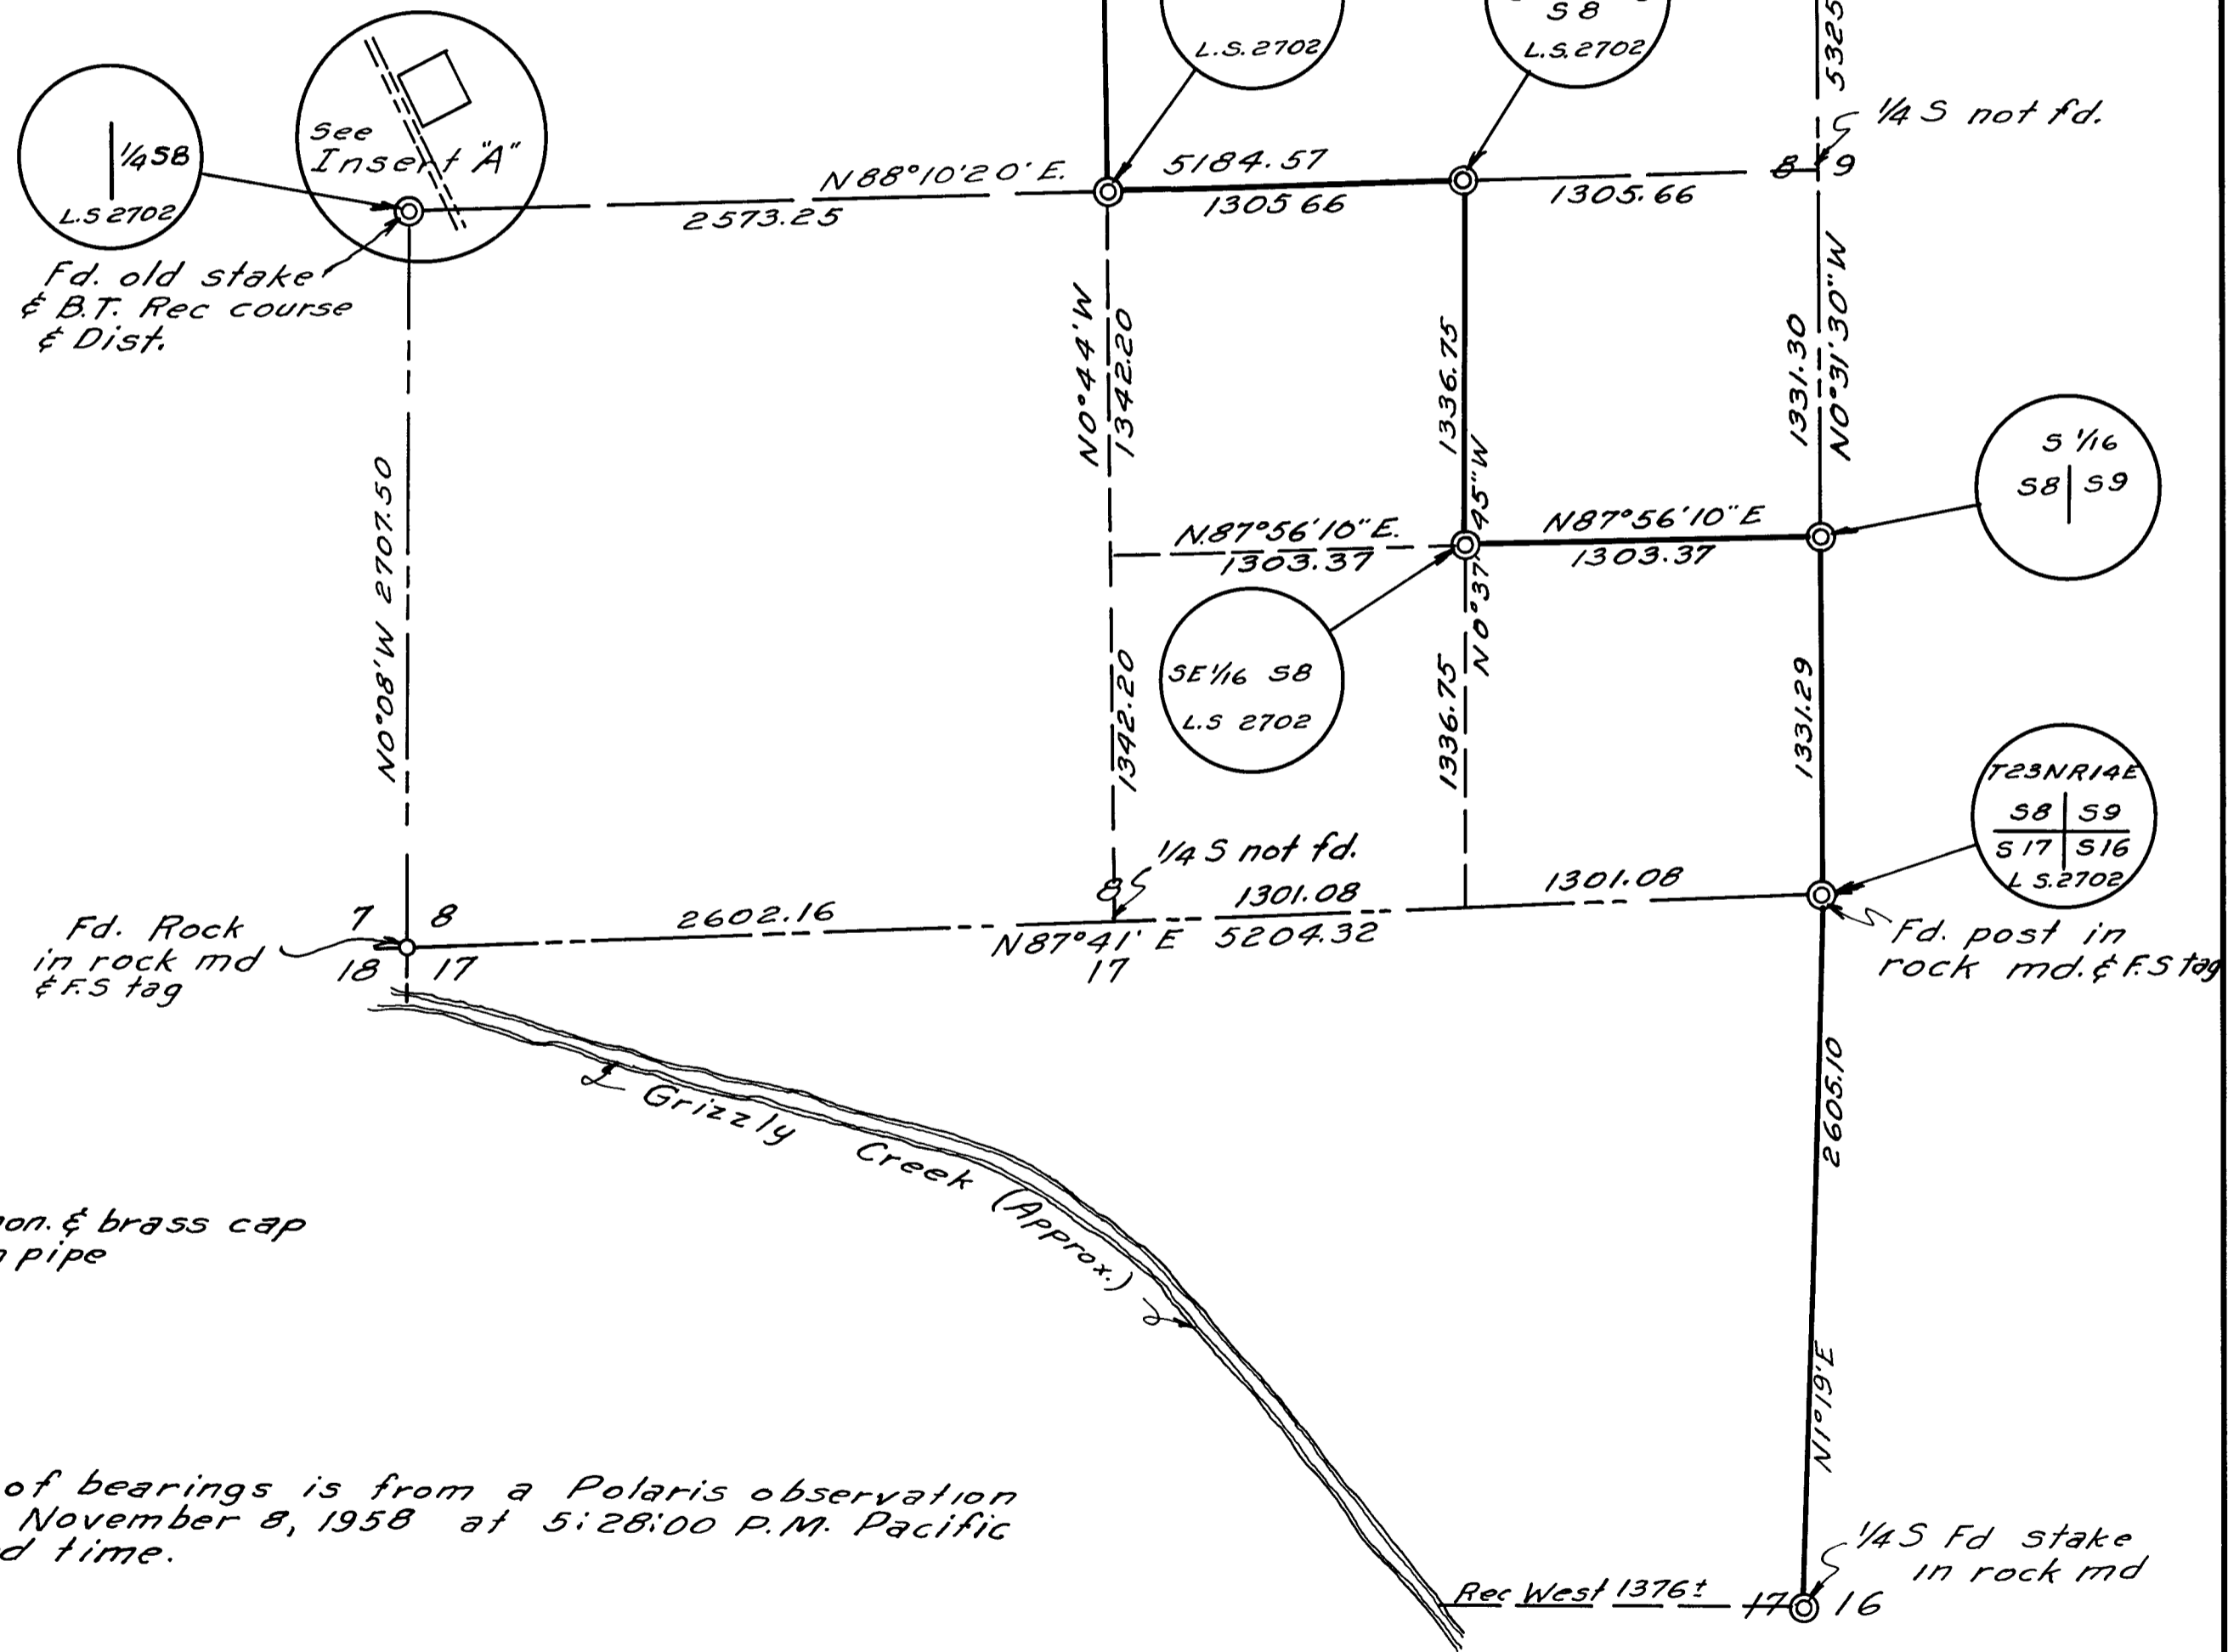 S 8
L.S. 2702
L.S. 2702
5325
1/4 S not fd.
1/4 S8
L.S 2702
See
Insert "A"
N88°10'20' E.
5184.57
8 9
2573.25
1305 66
1305.66
Fd. old stake
& B.T. Rec course
& Dist.
N0°44'W
1342.20
1336.75
1331.30
N0°31'30"W
S 1/16
S8 S9
N0°08'W 2707.50
N.87°56'10"E.
1303.37
N0°37'45"W
N87°56'10"E
1303.37
SE 1/16 S8
L.S 2702
1342.20
1336.75
1331.29
T23NR14E
S8 S9
S17 S16
L S.2702
1/4 S not fd.
8
1301.08
1301.08
7 8
2602.16
N87°41' E 5204.32
17
18 17
Fd. Rock
in rock md
& F.S tag
Fd. post in
rock md. & F.S tag
Grizzly Creek (Approx.)
2605.10
N1°19'E
on. & brass cap
pipe
of bearings is from a Polaris observation
November 8, 1958 at 5:28:00 P.M. Pacific
d time.
1/4 S Fd stake
in rock md
Rec West 1376± 17 16